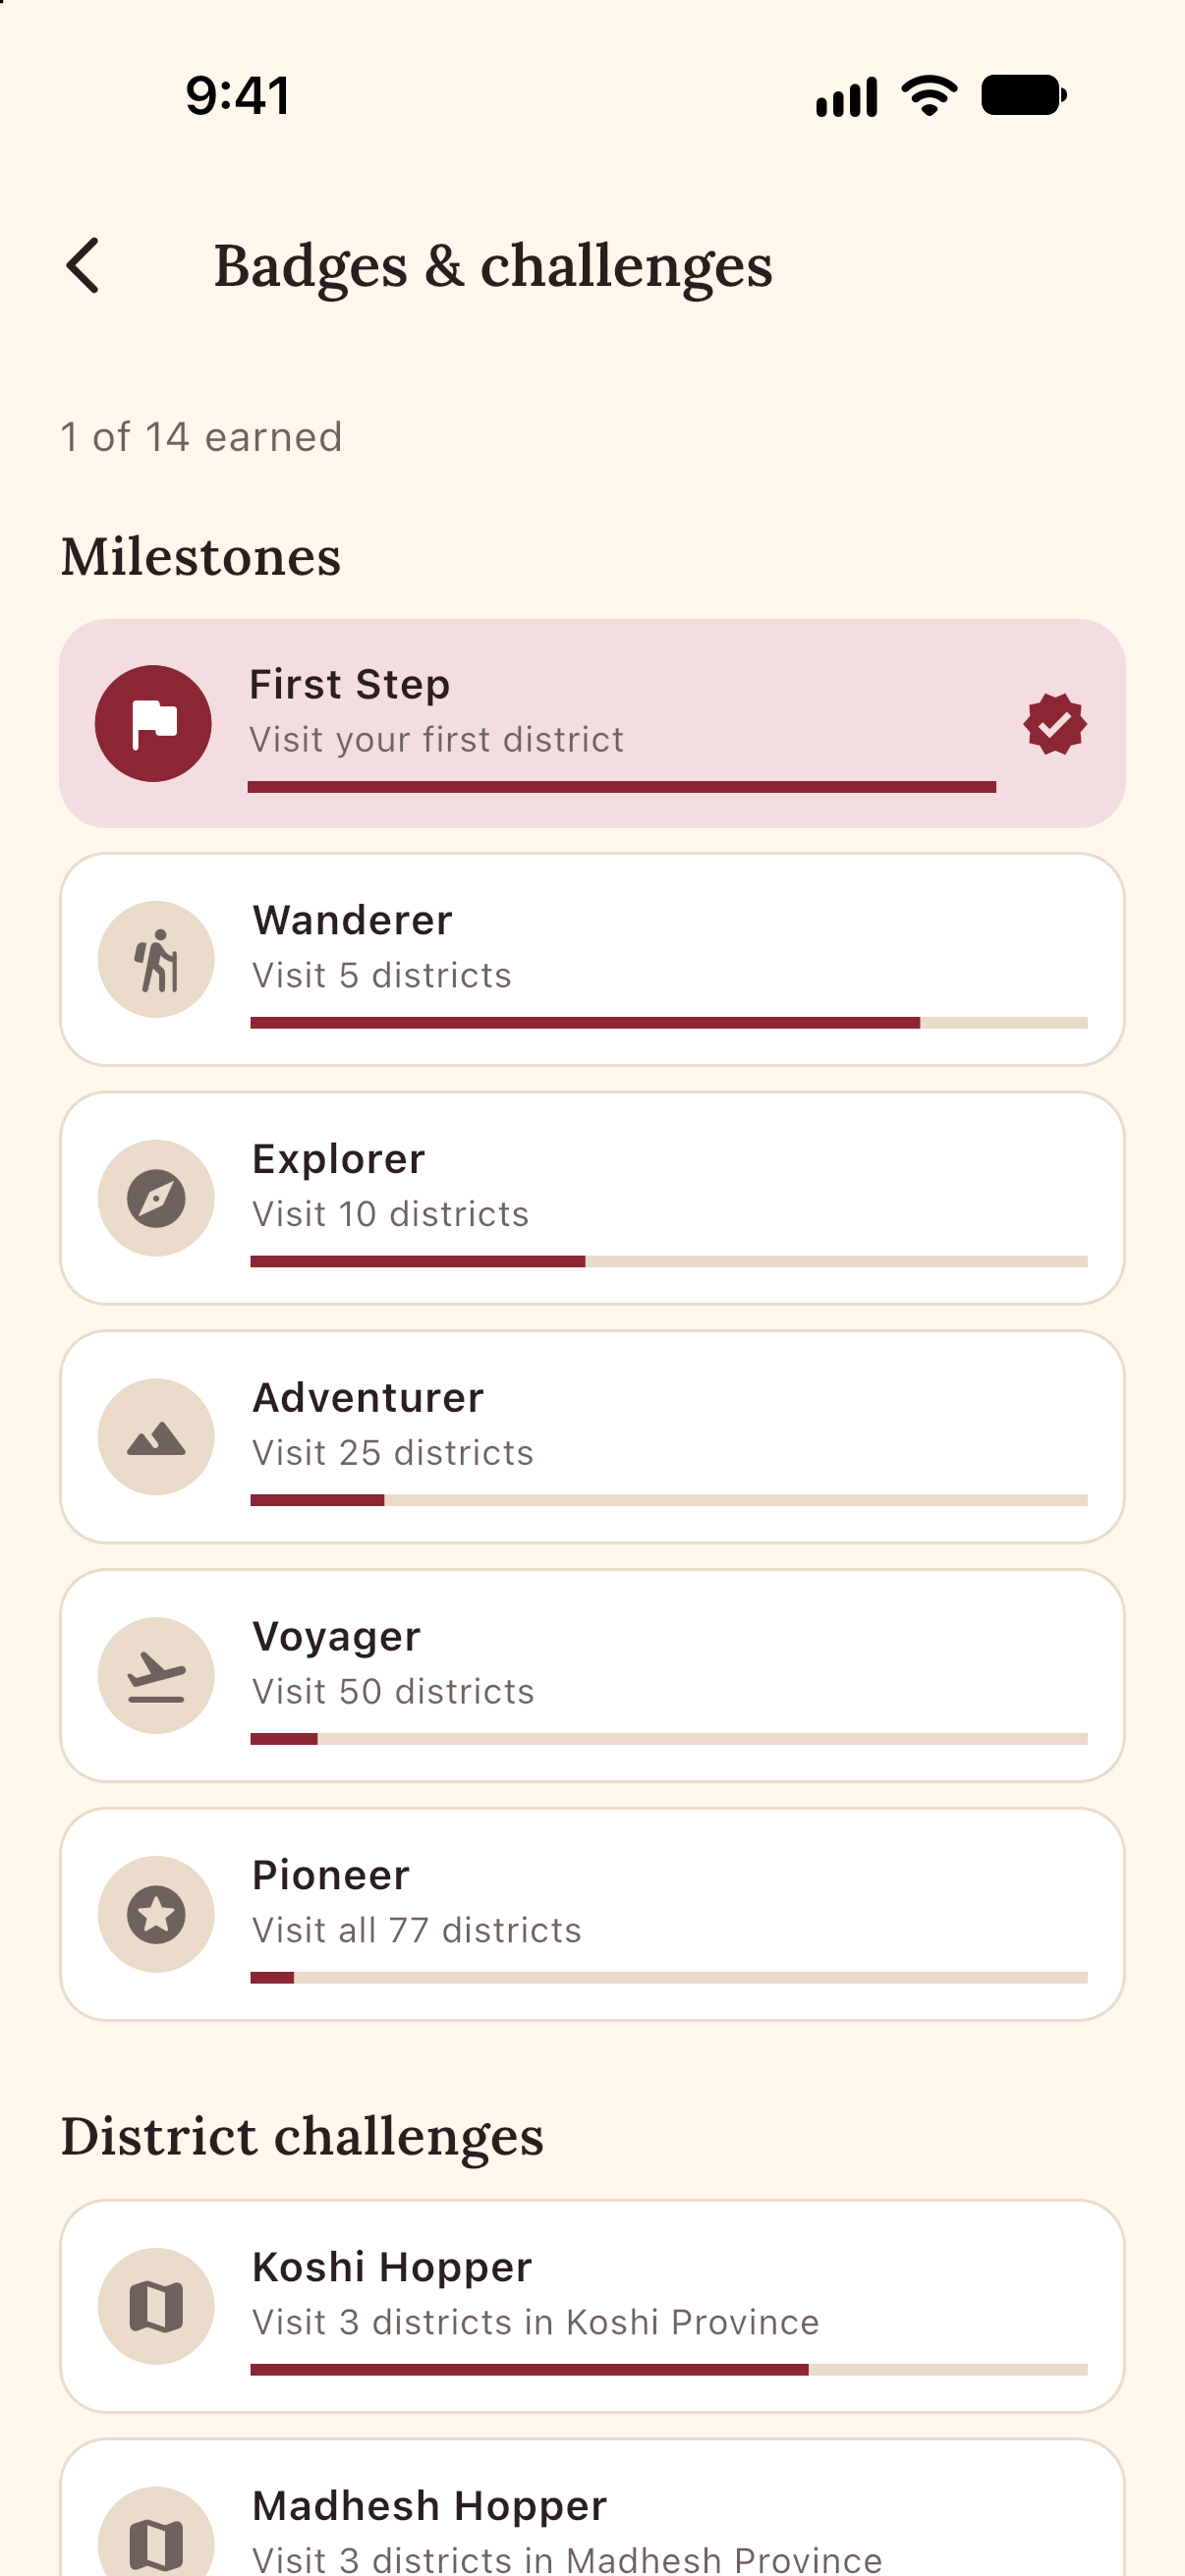 9:41
Badges & challenges
1 of 14 earned
Milestones
First Step
Visit your first district
Wanderer
Visit 5 districts
Explorer
Visit 10 districts
Adventurer
Visit 25 districts
Voyager
Visit 50 districts
Pioneer
Visit all 77 districts
District challenges
Koshi Hopper
Visit 3 districts in Koshi Province
Madhesh Hopper
Visit 3 districts in Madhesh Province